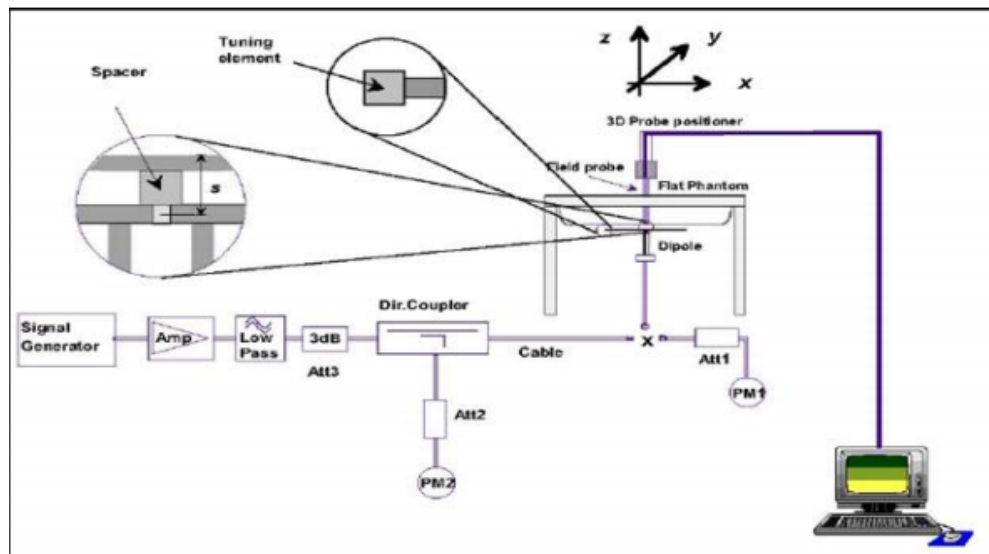 Tuning
element
Spacer
s
z
y
x
3D Probe positioner
Field probe
Flat Phantom
Dipole
Signal
Generator
Amp
Low
Pass
3dB
Att3
Dir.Coupler
Cable
x
Att1
PM1
Att2
PM2